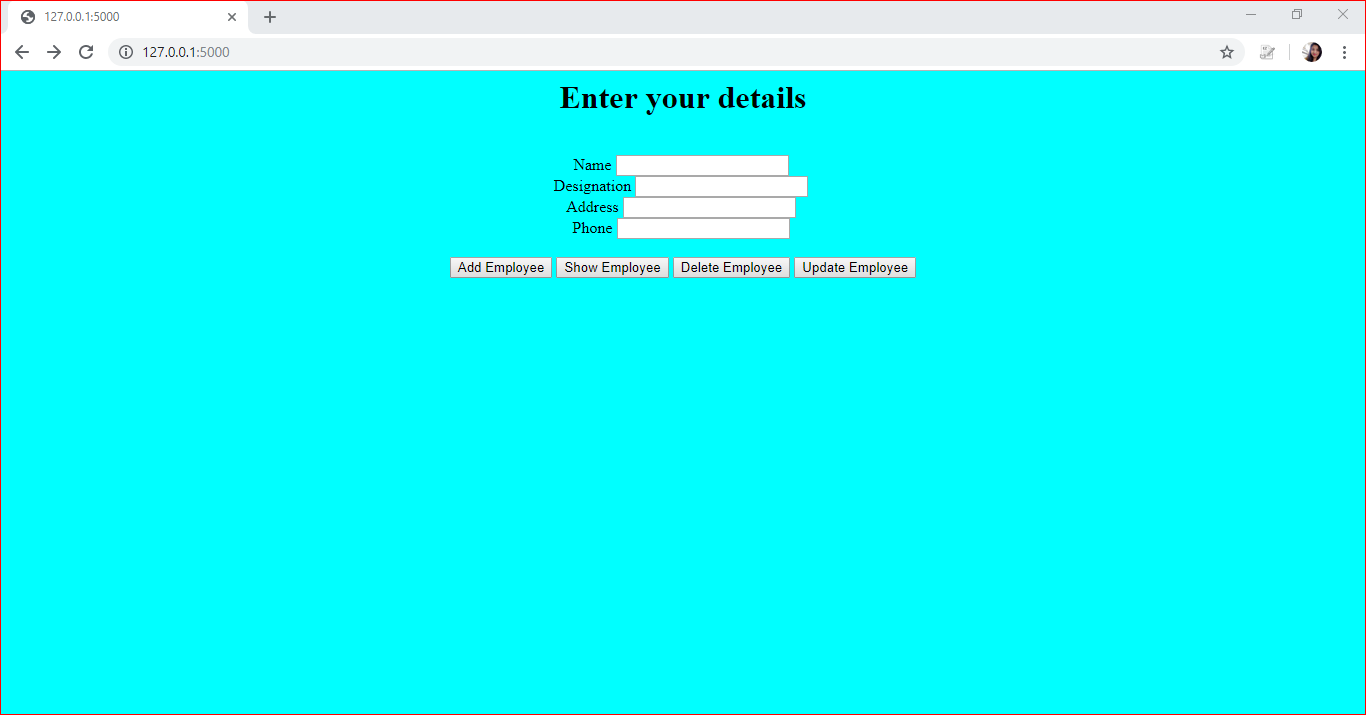 127.0.0.1:5000
127.0.0.1:5000
Enter your details
Name
Designation
Address
Phone
Add Employee Show Employee Delete Employee Update Employee